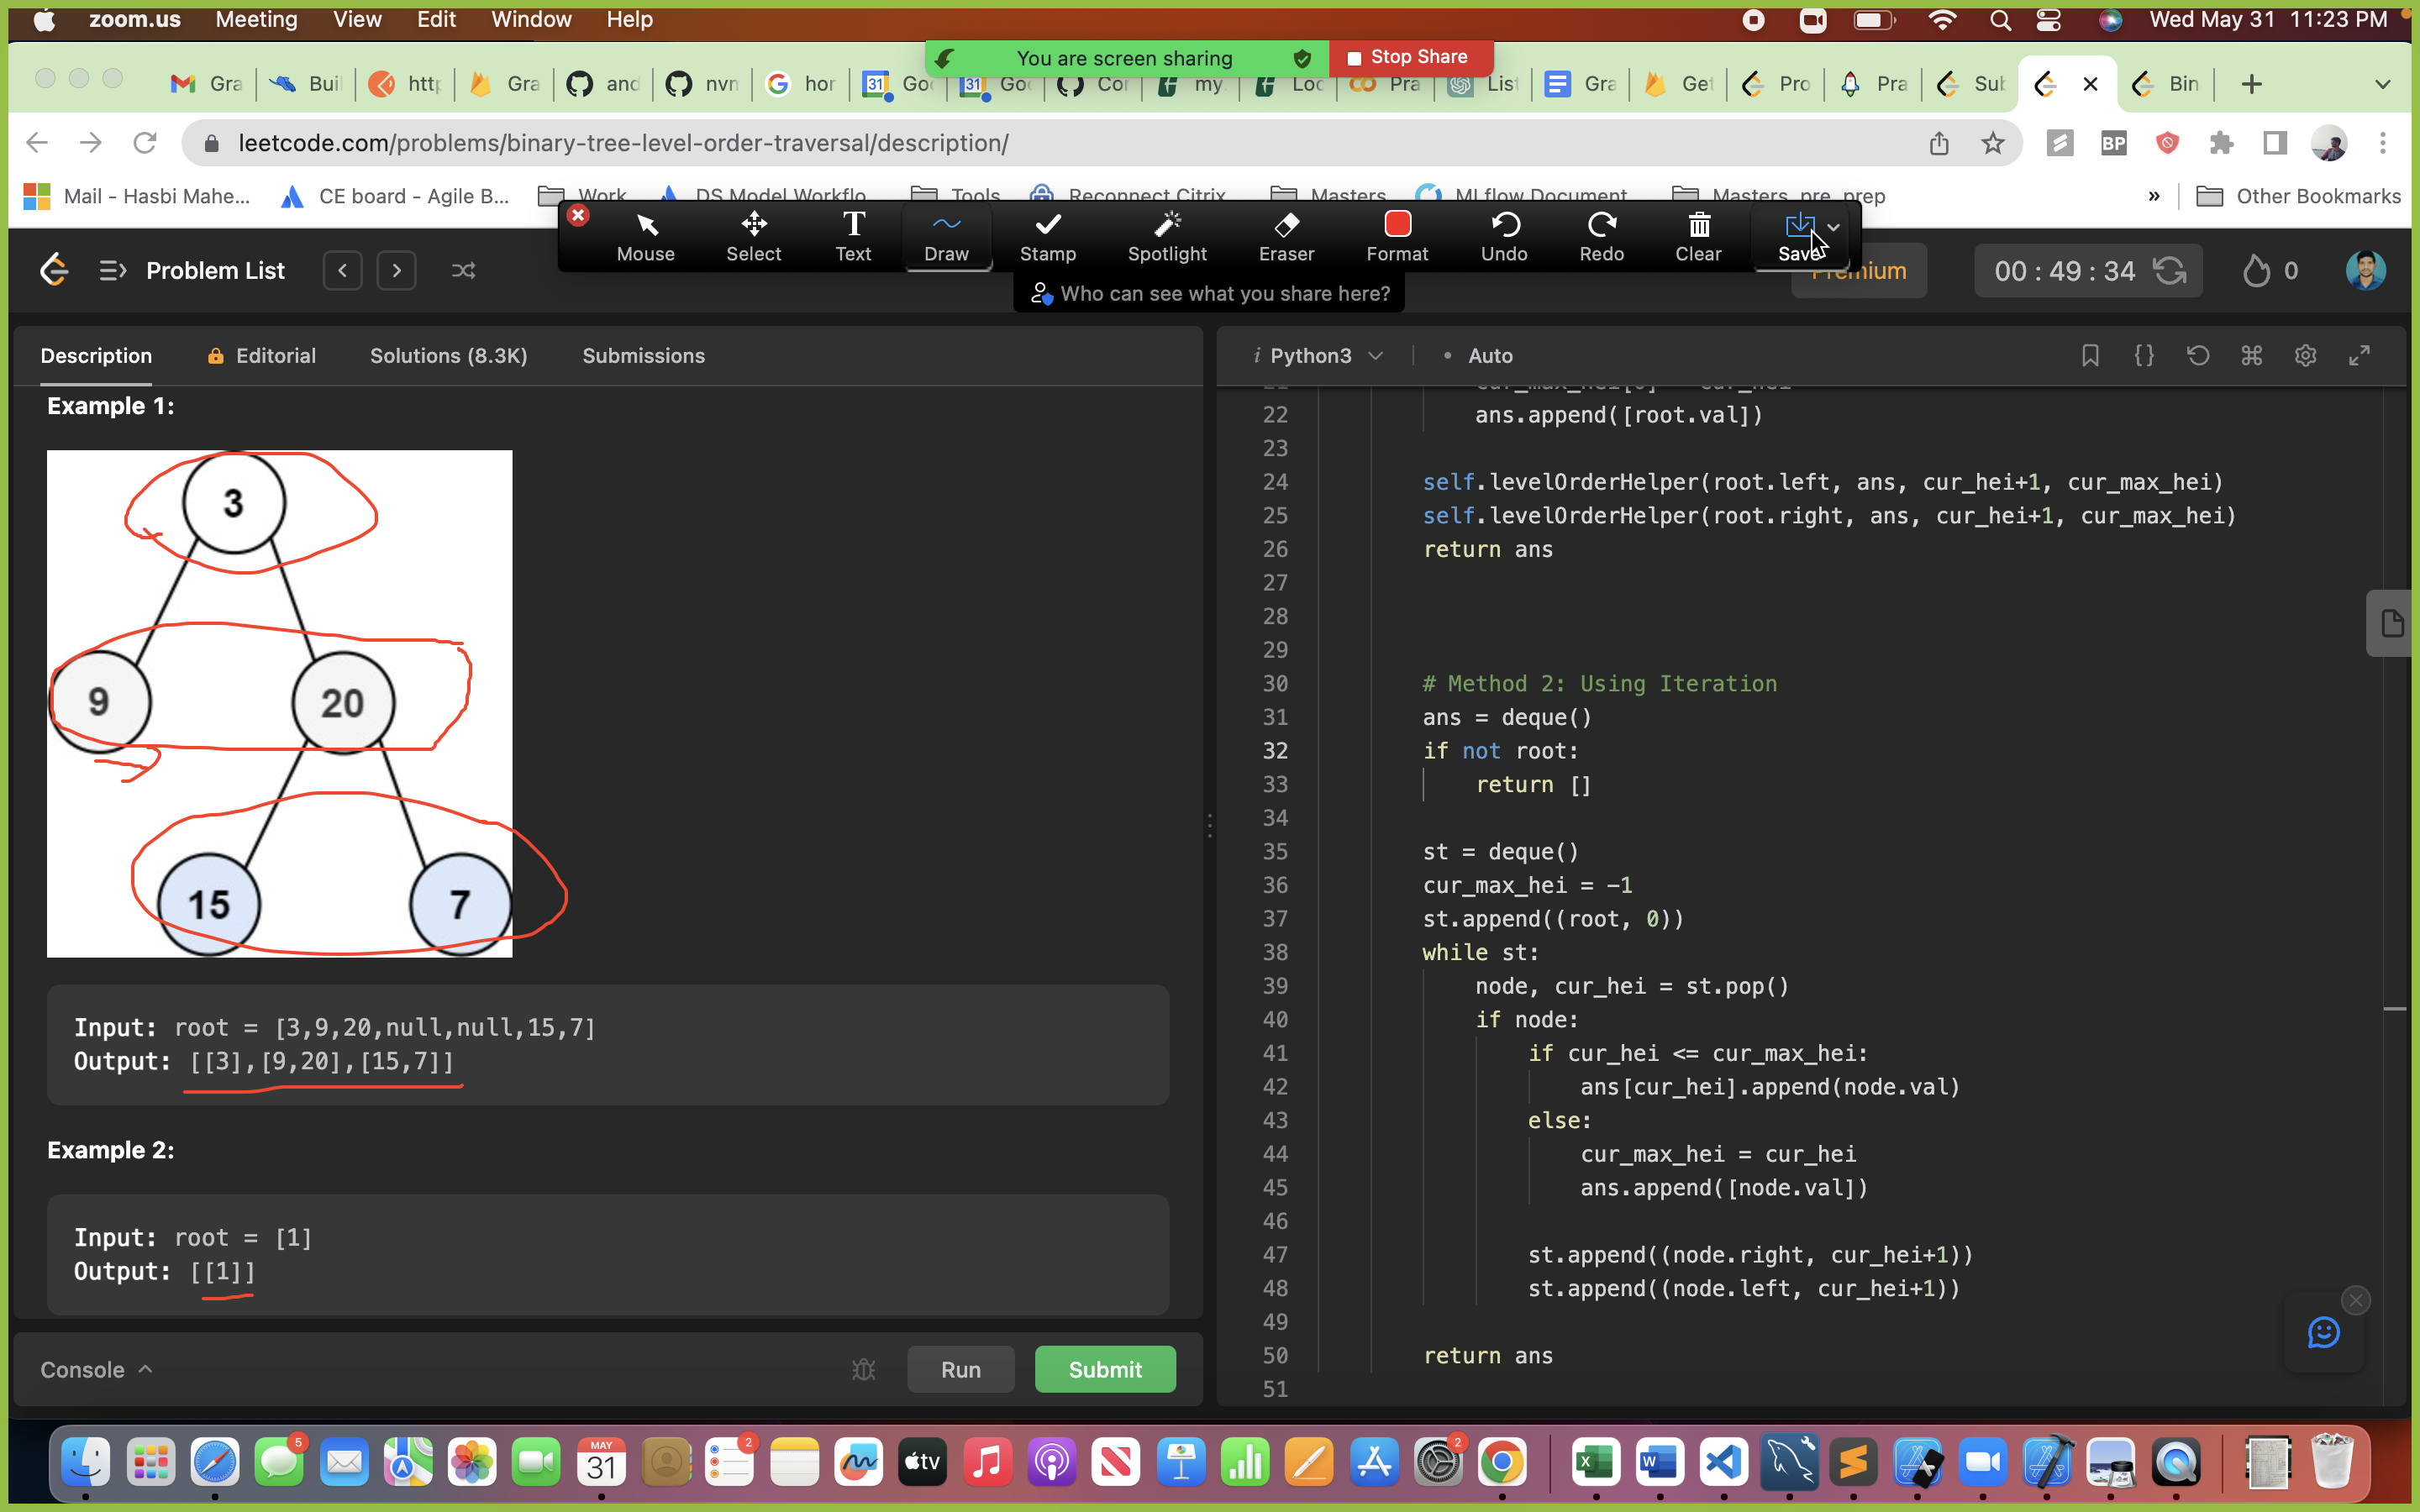 zoom.us Meeting View Edit Window Help Wed May 31 11:23 PM
You are screen sharing Stop Share
Gra Buil http Gra and nvn hor Goo Goo Cor my Loc Pra List Gra Get Pro Pra Sub Bin
leetcode.com/problems/binary-tree-level-order-traversal/description/
BP
Mail - Hasbi Mahe... CE board - Agile B... Work DS Model Workflo Tools Reconnect Citrix Masters MLflow Document Masters_pre_prep » Other Bookmarks
Mouse Select Text Draw Stamp Spotlight Eraser Format Undo Redo Clear Save
Problem List Premium 00 : 49 : 34 0
Who can see what you share here?
Description Editorial Solutions (8.3K) Submissions
i Python3 • Auto
Example 1:
3
9
20
15
7
Input: root = [3,9,20,null,null,15,7]
Output: [[3],[9,20],[15,7]]
Example 2:
Input: root = [1]
Output: [[1]]
Console Run Submit
22 ans.append([root.val])
23
24 self.levelOrderHelper(root.left, ans, cur_hei+1, cur_max_hei)
25 self.levelOrderHelper(root.right, ans, cur_hei+1, cur_max_hei)
26 return ans
27
28
29
30 # Method 2: Using Iteration
31 ans = deque()
32 if not root:
33 return []
34
35 st = deque()
36 cur_max_hei = -1
37 st.append((root, 0))
38 while st:
39 node, cur_hei = st.pop()
40 if node:
41 if cur_hei <= cur_max_hei:
42 ans[cur_hei].append(node.val)
43 else:
44 cur_max_hei = cur_hei
45 ans.append([node.val])
46
47 st.append((node.right, cur_hei+1))
48 st.append((node.left, cur_hei+1))
49
50 return ans
51
5 MAY 31 2 tv 2 X W